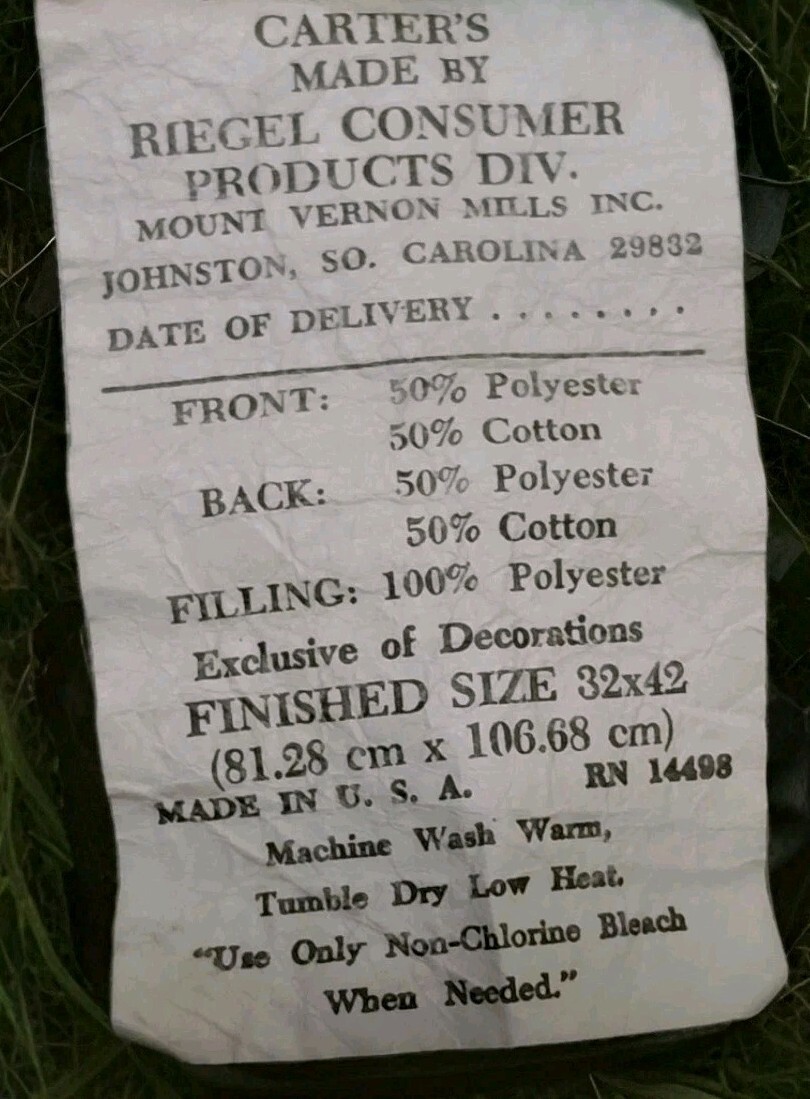 CARTER'S
MADE BY
RIEGEL CONSUMER
PRODUCTS DIV.
MOUNT VERNON MILLS INC.
JOHNSTON, SO. CAROLINA 29832
DATE OF DELIVERY ........
FRONT: 50% Polyester
50% Cotton
BACK: 50% Polyester
50% Cotton
FILLING: 100% Polyester
Exclusive of Decorations
FINISHED SIZE 32x42
(81.28 cm x 106.68 cm)
MADE IN U. S. A. RN 14498
Machine Wash Warm,
Tumble Dry Low Heat.
“Use Only Non-Chlorine Bleach
When Needed.”